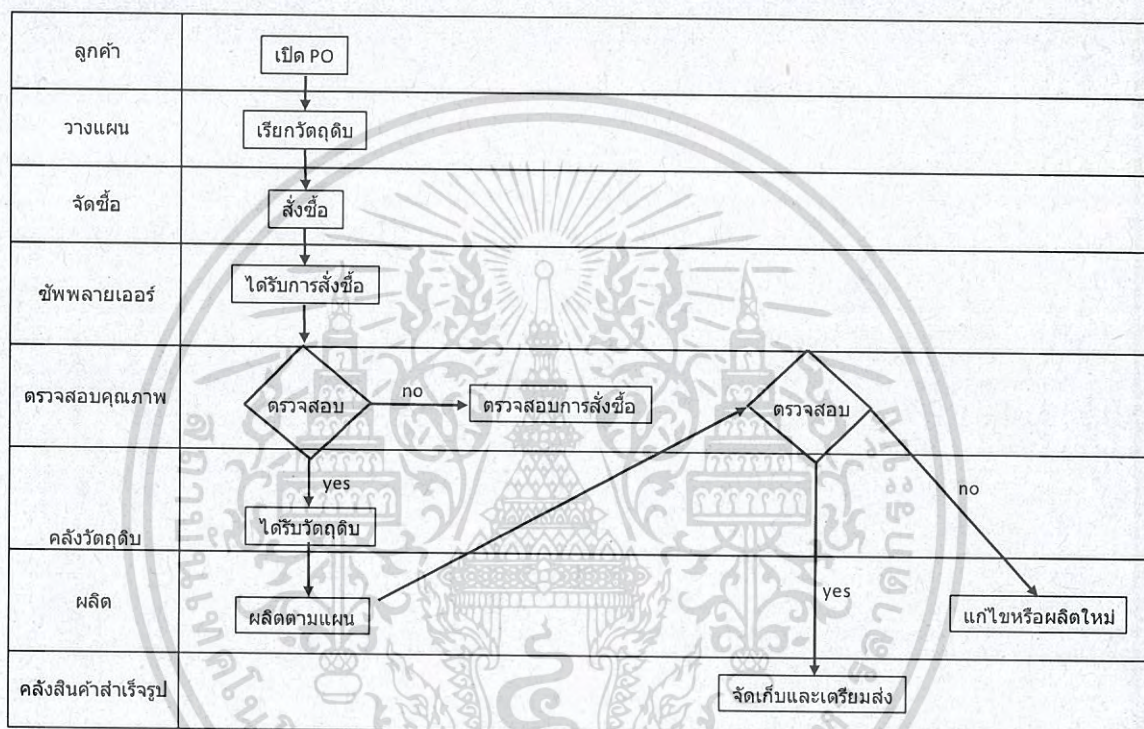 ลูกค้า
เปิด PO
วางแผน
เรียกวัตถุดิบ
จัดซื้อ
สั่งซื้อ
ซัพพลายเออร์
ได้รับการสั่งซื้อ
ตรวจสอบคุณภาพ
ตรวจสอบ
no
ตรวจสอบการสั่งซื้อ
ตรวจสอบ
yes
no
คลังวัตถุดิบ
ได้รับวัตถุดิบ
ผลิต
ผลิตตามแผน
yes
แก้ไขหรือผลิตใหม่
คลังสินค้าสำเร็จรูป
จัดเก็บและเตรียมส่ง